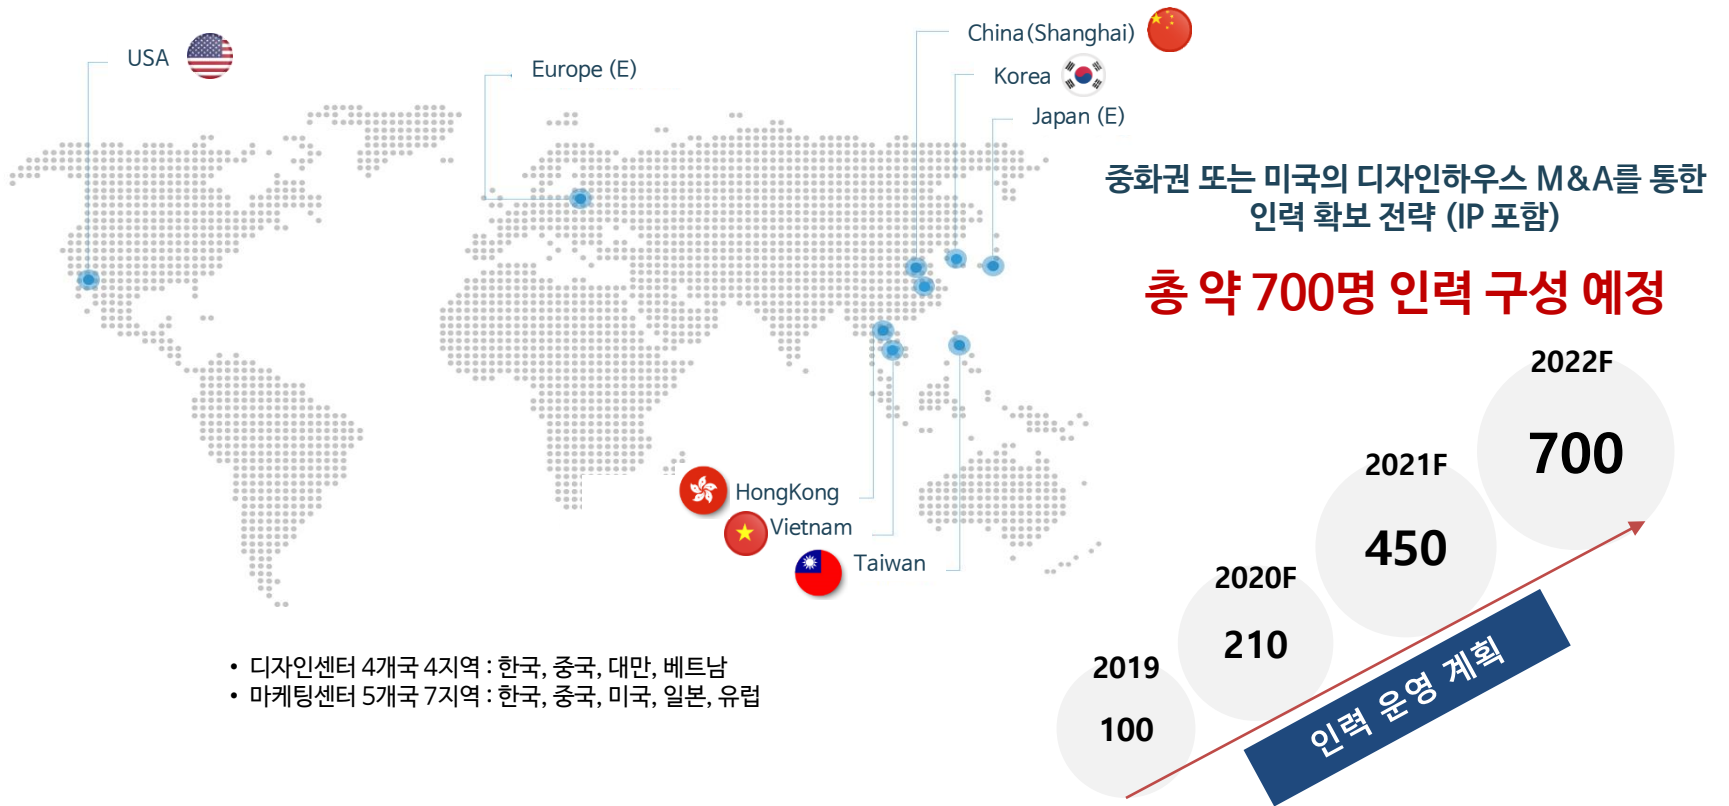 USA
Europe (E)
China(Shanghai)
Korea
Japan (E)
중화권 또는 미국의 디자인하우스 M&A를 통한
인력 확보 전략 (IP 포함)
총 약 700명 인력 구성 예정
HongKong
Vietnam
Taiwan
2022F
700
2021F
450
2020F
210
2019
100
인력 운영 계획
• 디자인센터 4개국 4지역 : 한국, 중국, 대만, 베트남
• 마케팅센터 5개국 7지역 : 한국, 중국, 미국, 일본, 유럽